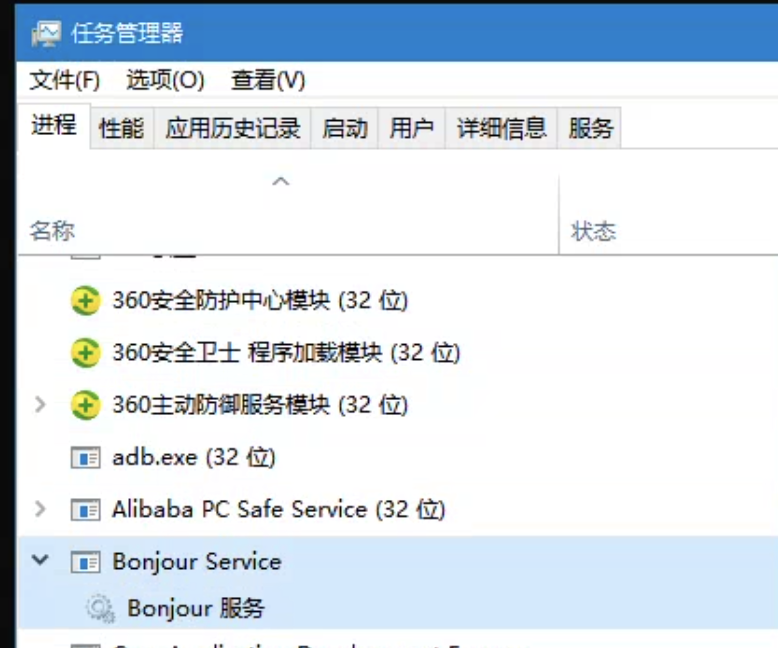 任务管理器
文件(F) 选项(O) 查看(V)
进程 性能 应用历史记录 启动 用户 详细信息 服务
名称 状态
360安全防护中心模块 (32 位)
360安全卫士 程序加载模块 (32 位)
360主动防御服务模块 (32 位)
adb.exe (32 位)
Alibaba PC Safe Service (32 位)
Bonjour Service
Bonjour 服务